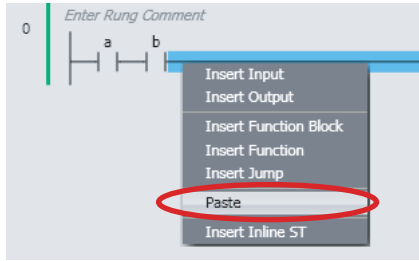 Enter Rung Comment
0
a b
Insert Input
Insert Output
Insert Function Block
Insert Function
Insert Jump
Paste
Insert Inline ST